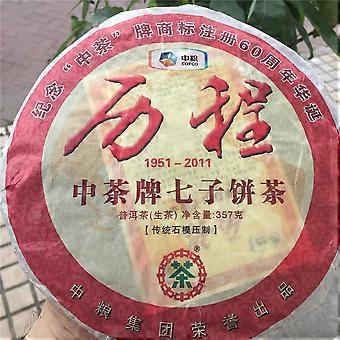 纪念“中茶”牌商标注册60周年华诞
中粮
COFCO
历程
1951-2011
中茶牌七子饼茶
普洱茶(生茶) 净含量:357克
【传统石模压制】
茶
中粮集团荣誉出品